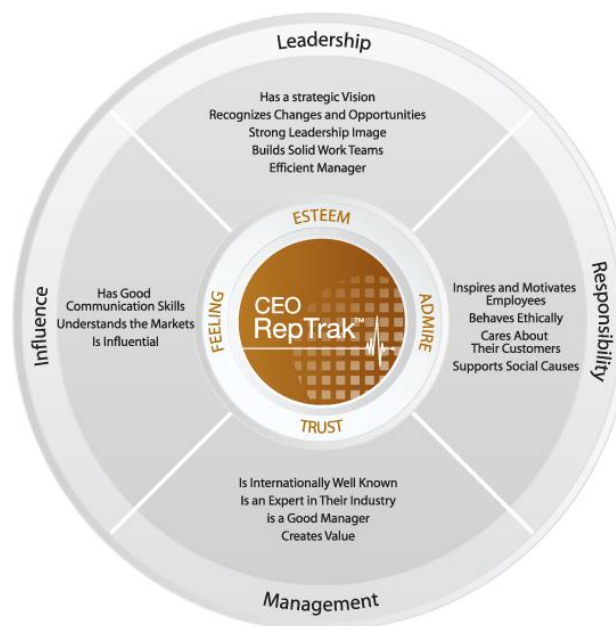 Leadership
Has a strategic Vision
Recognizes Changes and Opportunities
Strong Leadership Image
Builds Solid Work Teams
Efficient Manager
ESTEEM
Influence
Has Good
Communication Skills
Understands the Markets
Is Influential
FEELING
CEO
RepTrak™
ADMIRE
Inspires and Motivates
Employees
Behaves Ethically
Cares About
Their Customers
Supports Social Causes
Responsibility
TRUST
Is Internationally Well Known
Is an Expert in Their Industry
is a Good Manager
Creates Value
Management